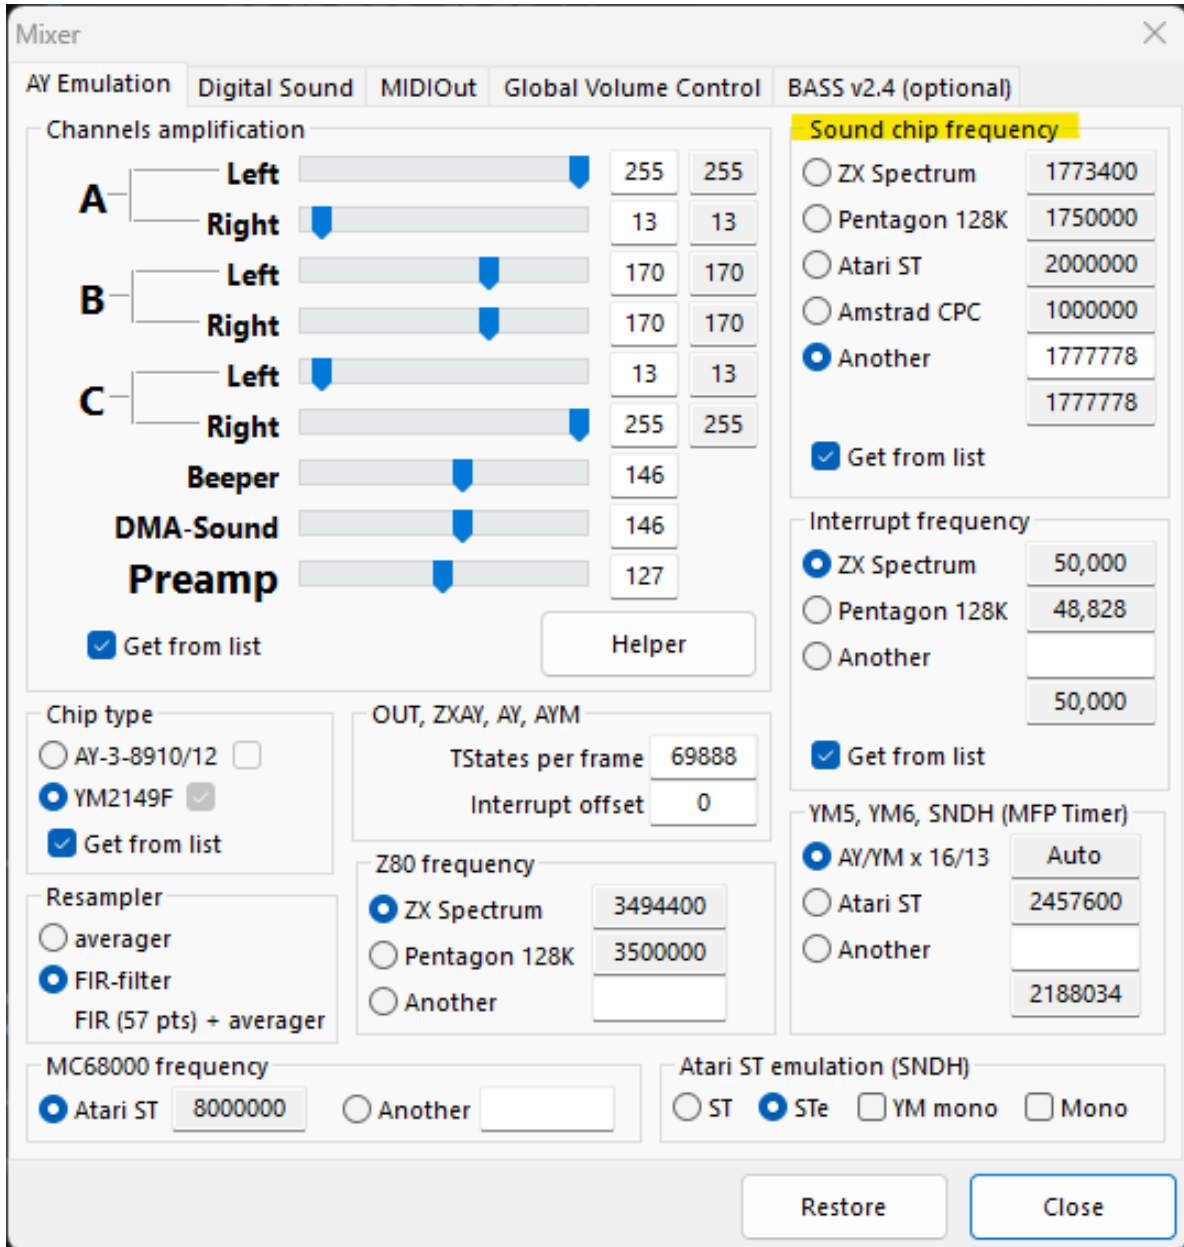 Mixer
AY Emulation Digital Sound MIDIOut Global Volume Control BASS v2.4 (optional)
Channels amplification
A
Left 255 255
Right 13 13
B
Left 170 170
Right 170 170
C
Left 13 13
Right 255 255
Beeper 146
DMA-Sound 146
Preamp 127
Get from list
Helper
Sound chip frequency
ZX Spectrum 1773400
Pentagon 128K 1750000
Atari ST 2000000
Amstrad CPC 1000000
Another 1777778
1777778
Get from list
Interrupt frequency
ZX Spectrum 50,000
Pentagon 128K 48,828
Another
50,000
Get from list
Chip type
AY-3-8910/12
YM2149F
Get from list
OUT, ZXAY, AY, AYM
TStates per frame 69888
Interrupt offset 0
Resampler
averager
FIR-filter
FIR (57 pts) + averager
Z80 frequency
ZX Spectrum 3494400
Pentagon 128K 3500000
Another
YM5, YM6, SNDH (MFP Timer)
AY/YM x 16/13 Auto
Atari ST 2457600
Another
2188034
MC68000 frequency
Atari ST 8000000 Another
Atari ST emulation (SNDH)
ST STe YM mono Mono
Restore Close